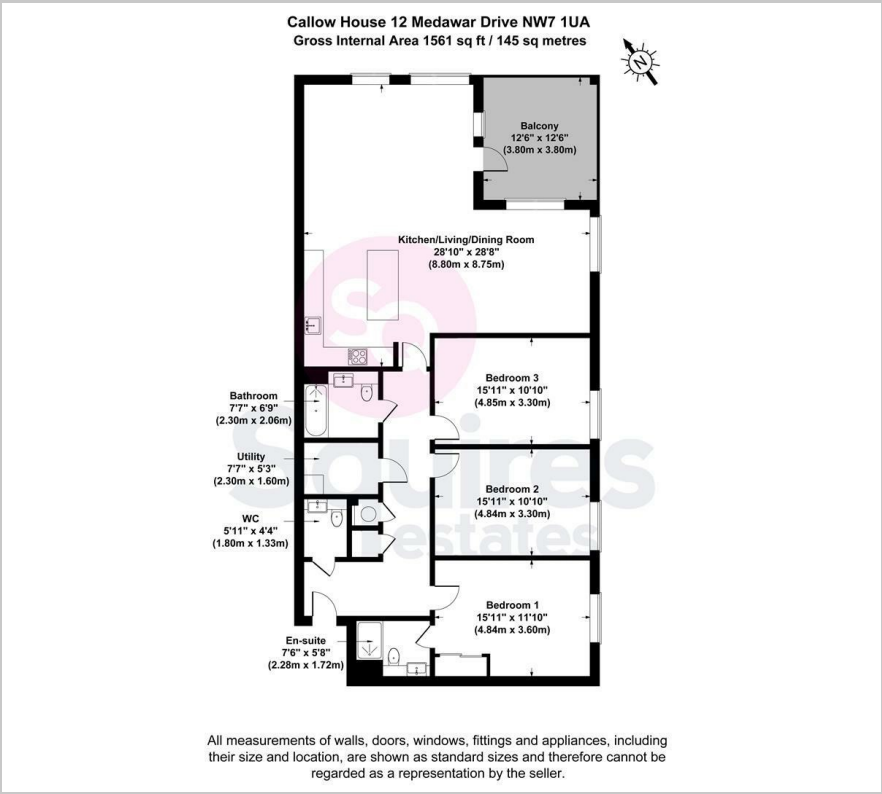 Callow House 12 Medawar Drive NW7 1UA
Gross Internal Area 1561 sq ft / 145 sq metres
N
Balcony
12'6" x 12'6"
(3.80m x 3.80m)
Kitchen/Living/Dining Room
28'10" x 28'8"
(8.80m x 8.75m)
SQ
Bedroom 3
15'11" x 10'10"
(4.85m x 3.30m)
Bathroom
7'7" x 6'9"
(2.30m x 2.06m)
Squires
estates
Utility
7'7" x 5'3"
(2.30m x 1.60m)
Bedroom 2
15'11" x 10'10"
(4.84m x 3.30m)
WC
5'11" x 4'4"
(1.80m x 1.33m)
Bedroom 1
15'11" x 11'10"
(4.84m x 3.60m)
En-suite
7'6" x 5'8"
(2.28m x 1.72m)
All measurements of walls, doors, windows, fittings and appliances, including
their size and location, are shown as standard sizes and therefore cannot be
regarded as a representation by the seller.